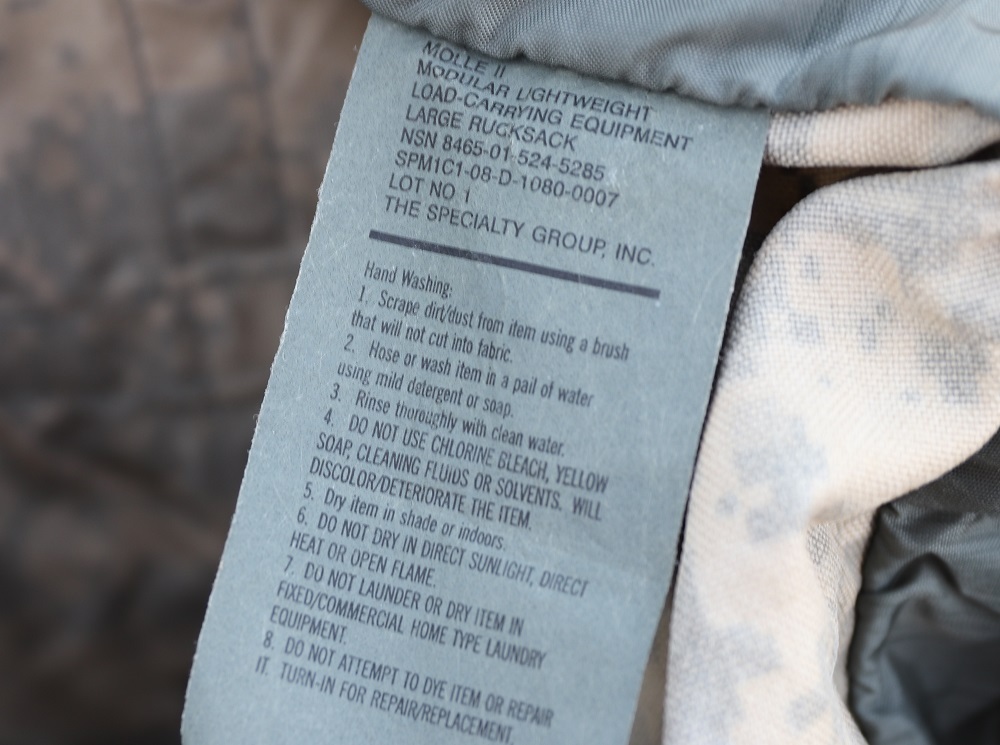 MOLLE II
MODULAR LIGHTWEIGHT
LOAD-CARRYING EQUIPMENT
LARGE RUCKSACK
NSN 8465-01-524-5285
SPM1C1-08-D-1080-0007
LOT NO 1
THE SPECIALTY GROUP, INC.
Hand Washing:
1. Scrape dirt/dust from item using a brush
that will not cut into fabric.
2. Hose or wash item in a pail of water
using mild detergent or soap.
3. Rinse thoroughly with clean water.
4. DO NOT USE CHLORINE BLEACH, YELLOW
SOAP, CLEANING FLUIDS OR SOLVENTS. WILL
DISCOLOR/DETERIORATE THE ITEM.
5. Dry item in shade or indoors.
6. DO NOT DRY IN DIRECT SUNLIGHT, DIRECT
HEAT OR OPEN FLAME.
7. DO NOT LAUNDER OR DRY ITEM IN
FIXED/COMMERCIAL HOME TYPE LAUNDRY
EQUIPMENT.
8. DO NOT ATTEMPT TO DYE ITEM OR REPAIR
IT. TURN-IN FOR REPAIR/REPLACEMENT.